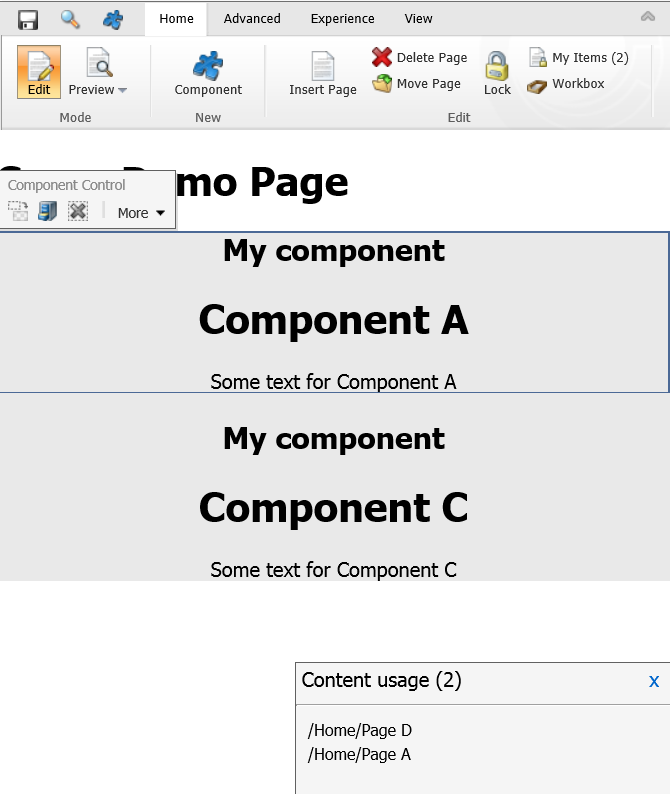 Home Advanced Experience View
Edit Preview Component Insert Page Delete Page Move Page Lock My Items (2) Workbox
Mode New Edit
mo Page
Component Control
More
My component
Component A
Some text for Component A
My component
Component C
Some text for Component C
Content usage (2) x
/Home/Page D
/Home/Page A